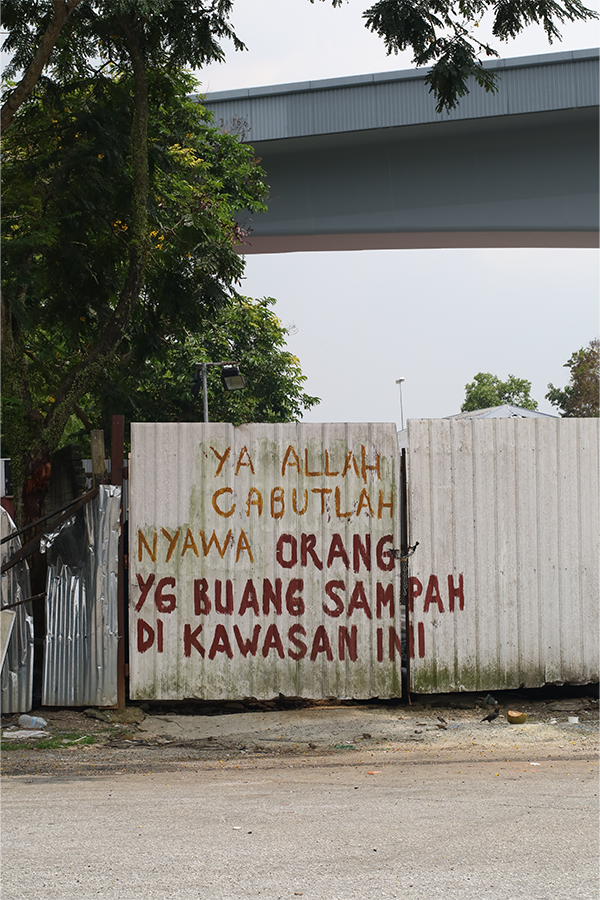 YA ALLAH
CABUTLAH
NYAWA ORANG
YG BUANG SAMPAH
DI KAWASAN INI